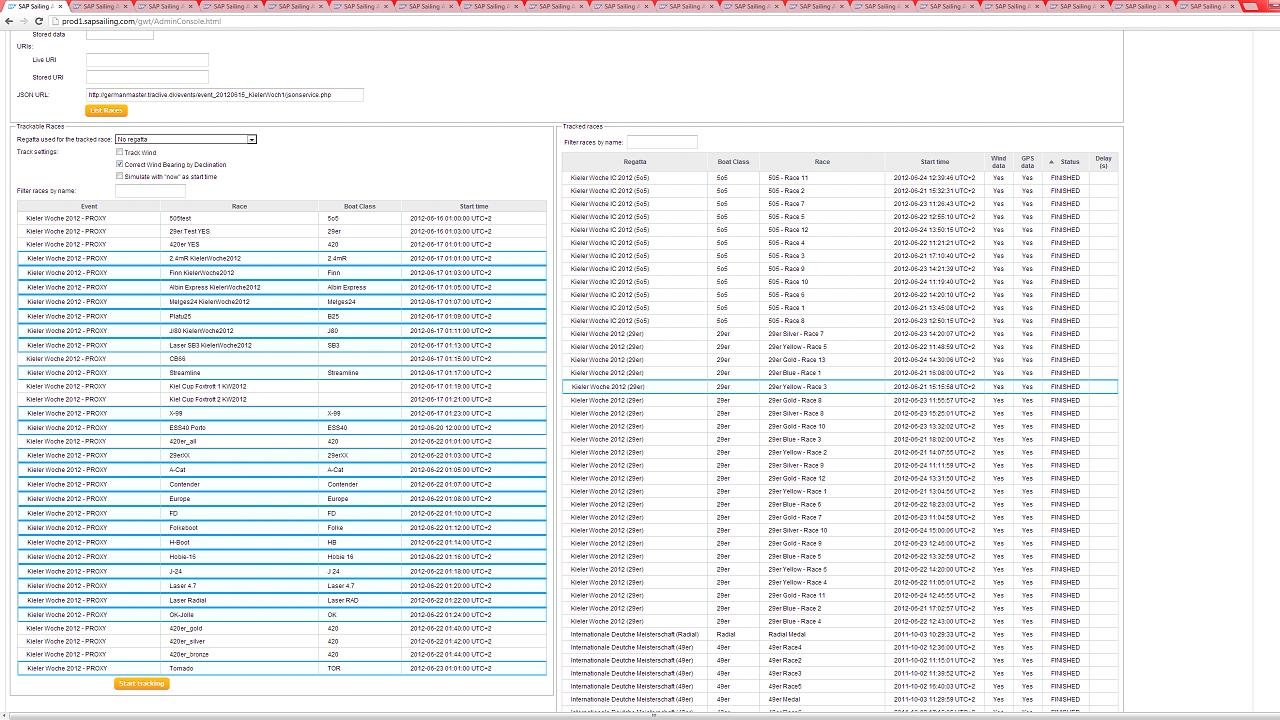 SAP Sailing A SAP Sailing A SAP Sailing A SAP Sailing A SAP Sailing A SAP Sailing A SAP Sailing A SAP Sailing A SAP Sailing A SAP Sailing A SAP Sailing A SAP Sailing A SAP Sailing A SAP Sailing A SAP Sailing A SAP Sailing A SAP Sailing A SAP Sailing A SAP Sailing A
prod1.sapsailing.com/gwt/AdminConsole.html
Stored data
URIs:
Live URI
Stored URI
JSON URL: http://germanmaster.traclive.dk/events/event_20120615_KielerWoch1/jsonservice.php
List Races
Trackable Races
Regatta used for the tracked race: No regatta
Track settings: Track Wind
Correct Wind Bearing by Declination
Simulate with "now" as start time
Filter races by name:
Event Race Boat Class Start time
Kieler Woche 2012 - PROXY 505test 5o5 2012-06-16 01:00:00 UTC+2
Kieler Woche 2012 - PROXY 29er Test YES 29er 2012-06-16 01:03:00 UTC+2
Kieler Woche 2012 - PROXY 420er YES 420 2012-06-17 01:01:00 UTC+2
Kieler Woche 2012 - PROXY 2.4mR KielerWoche2012 2.4mR 2012-06-17 01:01:00 UTC+2
Kieler Woche 2012 - PROXY Finn KielerWoche2012 Finn 2012-06-17 01:03:00 UTC+2
Kieler Woche 2012 - PROXY Albin Express KielerWoche2012 Albin Express 2012-06-17 01:05:00 UTC+2
Kieler Woche 2012 - PROXY Melges24 KielerWoche2012 Melges24 2012-06-17 01:07:00 UTC+2
Kieler Woche 2012 - PROXY Platu25 B25 2012-06-17 01:09:00 UTC+2
Kieler Woche 2012 - PROXY J/80 KielerWoche2012 J80 2012-06-17 01:11:00 UTC+2
Kieler Woche 2012 - PROXY Laser SB3 KielerWoche2012 SB3 2012-06-17 01:13:00 UTC+2
Kieler Woche 2012 - PROXY CB66 2012-06-17 01:15:00 UTC+2
Kieler Woche 2012 - PROXY Streamline Streamline 2012-06-17 01:17:00 UTC+2
Kieler Woche 2012 - PROXY Kiel Cup Foxtrott 1 KW2012 2012-06-17 01:19:00 UTC+2
Kieler Woche 2012 - PROXY Kiel Cup Foxtrott 2 KW2012 2012-06-17 01:21:00 UTC+2
Kieler Woche 2012 - PROXY X-99 X-99 2012-06-17 01:23:00 UTC+2
Kieler Woche 2012 - PROXY ESS40 Porto ESS40 2012-06-20 12:00:00 UTC+2
Kieler Woche 2012 - PROXY 420er_all 420 2012-06-22 01:01:00 UTC+2
Kieler Woche 2012 - PROXY 29erXX 29erXX 2012-06-22 01:03:00 UTC+2
Kieler Woche 2012 - PROXY A-Cat A-Cat 2012-06-22 01:05:00 UTC+2
Kieler Woche 2012 - PROXY Contender Contender 2012-06-22 01:07:00 UTC+2
Kieler Woche 2012 - PROXY Europe Europe 2012-06-22 01:08:00 UTC+2
Kieler Woche 2012 - PROXY FD FD 2012-06-22 01:10:00 UTC+2
Kieler Woche 2012 - PROXY Folkeboot Folke 2012-06-22 01:12:00 UTC+2
Kieler Woche 2012 - PROXY H-Boot HB 2012-06-22 01:14:00 UTC+2
Kieler Woche 2012 - PROXY Hobie-16 Hobie 16 2012-06-22 01:16:00 UTC+2
Kieler Woche 2012 - PROXY J-24 J 24 2012-06-22 01:18:00 UTC+2
Kieler Woche 2012 - PROXY Laser 4.7 Laser 4.7 2012-06-22 01:20:00 UTC+2
Kieler Woche 2012 - PROXY Laser Radial Laser RAD 2012-06-22 01:22:00 UTC+2
Kieler Woche 2012 - PROXY OK-Jolle OK 2012-06-22 01:24:00 UTC+2
Kieler Woche 2012 - PROXY 420er_gold 420 2012-06-22 01:40:00 UTC+2
Kieler Woche 2012 - PROXY 420er_silver 420 2012-06-22 01:42:00 UTC+2
Kieler Woche 2012 - PROXY 420er_bronze 420 2012-06-22 01:44:00 UTC+2
Kieler Woche 2012 - PROXY Tornado TOR 2012-06-23 01:01:00 UTC+2
Start tracking
Tracked races
Filter races by name:
Regatta Boat Class Race Start time Wind data GPS data Status Delay (s)
Kieler Woche IC 2012 (5o5) 5o5 505 - Race 11 2012-06-24 12:39:46 UTC+2 Yes Yes FINISHED
Kieler Woche IC 2012 (5o5) 5o5 505 - Race 2 2012-06-21 15:32:31 UTC+2 Yes Yes FINISHED
Kieler Woche IC 2012 (5o5) 5o5 505 - Race 7 2012-06-23 11:26:43 UTC+2 Yes Yes FINISHED
Kieler Woche IC 2012 (5o5) 5o5 505 - Race 5 2012-06-22 12:55:10 UTC+2 Yes Yes FINISHED
Kieler Woche IC 2012 (5o5) 5o5 505 - Race 12 2012-06-24 13:50:15 UTC+2 Yes Yes FINISHED
Kieler Woche IC 2012 (5o5) 5o5 505 - Race 4 2012-06-22 11:21:21 UTC+2 Yes Yes FINISHED
Kieler Woche IC 2012 (5o5) 5o5 505 - Race 3 2012-06-21 17:10:40 UTC+2 Yes Yes FINISHED
Kieler Woche IC 2012 (5o5) 5o5 505 - Race 9 2012-06-23 14:21:39 UTC+2 Yes Yes FINISHED
Kieler Woche IC 2012 (5o5) 5o5 505 - Race 10 2012-06-24 11:19:40 UTC+2 Yes Yes FINISHED
Kieler Woche IC 2012 (5o5) 5o5 505 - Race 6 2012-06-22 14:20:10 UTC+2 Yes Yes FINISHED
Kieler Woche IC 2012 (5o5) 5o5 505 - Race 1 2012-06-21 13:45:08 UTC+2 Yes Yes FINISHED
Kieler Woche IC 2012 (5o5) 5o5 505 - Race 8 2012-06-23 12:50:15 UTC+2 Yes Yes FINISHED
Kieler Woche 2012 (29er) 29er 29er Silver - Race 7 2012-06-23 14:20:07 UTC+2 Yes Yes FINISHED
Kieler Woche 2012 (29er) 29er 29er Yellow - Race 5 2012-06-22 11:48:59 UTC+2 Yes Yes FINISHED
Kieler Woche 2012 (29er) 29er 29er Gold - Race 13 2012-06-24 14:30:06 UTC+2 Yes Yes FINISHED
Kieler Woche 2012 (29er) 29er 29er Blue - Race 1 2012-06-21 16:08:00 UTC+2 Yes Yes FINISHED
Kieler Woche 2012 (29er) 29er 29er Yellow - Race 3 2012-06-21 15:15:58 UTC+2 Yes Yes FINISHED
Kieler Woche 2012 (29er) 29er 29er Gold - Race 8 2012-06-23 11:55:57 UTC+2 Yes Yes FINISHED
Kieler Woche 2012 (29er) 29er 29er Silver - Race 8 2012-06-23 15:25:01 UTC+2 Yes Yes FINISHED
Kieler Woche 2012 (29er) 29er 29er Gold - Race 10 2012-06-23 13:32:02 UTC+2 Yes Yes FINISHED
Kieler Woche 2012 (29er) 29er 29er Blue - Race 3 2012-06-21 18:02:00 UTC+2 Yes Yes FINISHED
Kieler Woche 2012 (29er) 29er 29er Yellow - Race 2 2012-06-21 14:07:55 UTC+2 Yes Yes FINISHED
Kieler Woche 2012 (29er) 29er 29er Silver - Race 9 2012-06-24 11:11:59 UTC+2 Yes Yes FINISHED
Kieler Woche 2012 (29er) 29er 29er Gold - Race 12 2012-06-24 13:31:50 UTC+2 Yes Yes FINISHED
Kieler Woche 2012 (29er) 29er 29er Yellow - Race 1 2012-06-21 13:04:56 UTC+2 Yes Yes FINISHED
Kieler Woche 2012 (29er) 29er 29er Blue - Race 6 2012-06-22 18:23:03 UTC+2 Yes Yes FINISHED
Kieler Woche 2012 (29er) 29er 29er Gold - Race 7 2012-06-23 11:04:58 UTC+2 Yes Yes FINISHED
Kieler Woche 2012 (29er) 29er 29er Silver - Race 10 2012-06-24 15:00:06 UTC+2 Yes Yes FINISHED
Kieler Woche 2012 (29er) 29er 29er Gold - Race 9 2012-06-23 12:46:00 UTC+2 Yes Yes FINISHED
Kieler Woche 2012 (29er) 29er 29er Blue - Race 5 2012-06-22 13:32:59 UTC+2 Yes Yes FINISHED
Kieler Woche 2012 (29er) 29er 29er Yellow - Race 6 2012-06-22 14:20:00 UTC+2 Yes Yes FINISHED
Kieler Woche 2012 (29er) 29er 29er Yellow - Race 4 2012-06-22 11:05:01 UTC+2 Yes Yes FINISHED
Kieler Woche 2012 (29er) 29er 29er Gold - Race 11 2012-06-24 12:45:55 UTC+2 Yes Yes FINISHED
Kieler Woche 2012 (29er) 29er 29er Blue - Race 2 2012-06-21 17:02:57 UTC+2 Yes Yes FINISHED
Kieler Woche 2012 (29er) 29er 29er Blue - Race 4 2012-06-22 12:43:00 UTC+2 Yes Yes FINISHED
Internationale Deutche Meisterschaft (Radial) Radial Radial Medal 2011-10-03 10:29:33 UTC+2 Yes Yes FINISHED
Internationale Deutche Meisterschaft (49er) 49er 49er Race4 2011-10-02 12:36:00 UTC+2 Yes Yes FINISHED
Internationale Deutche Meisterschaft (49er) 49er 49er Race2 2011-10-02 11:15:01 UTC+2 Yes Yes FINISHED
Internationale Deutche Meisterschaft (49er) 49er 49er Race3 2011-10-02 11:39:52 UTC+2 Yes Yes FINISHED
Internationale Deutche Meisterschaft (49er) 49er 49er Race5 2011-10-02 16:40:03 UTC+2 Yes Yes FINISHED
Internationale Deutche Meisterschaft (49er) 49er 49er Medal 2011-10-03 11:29:59 UTC+2 Yes Yes FINISHED